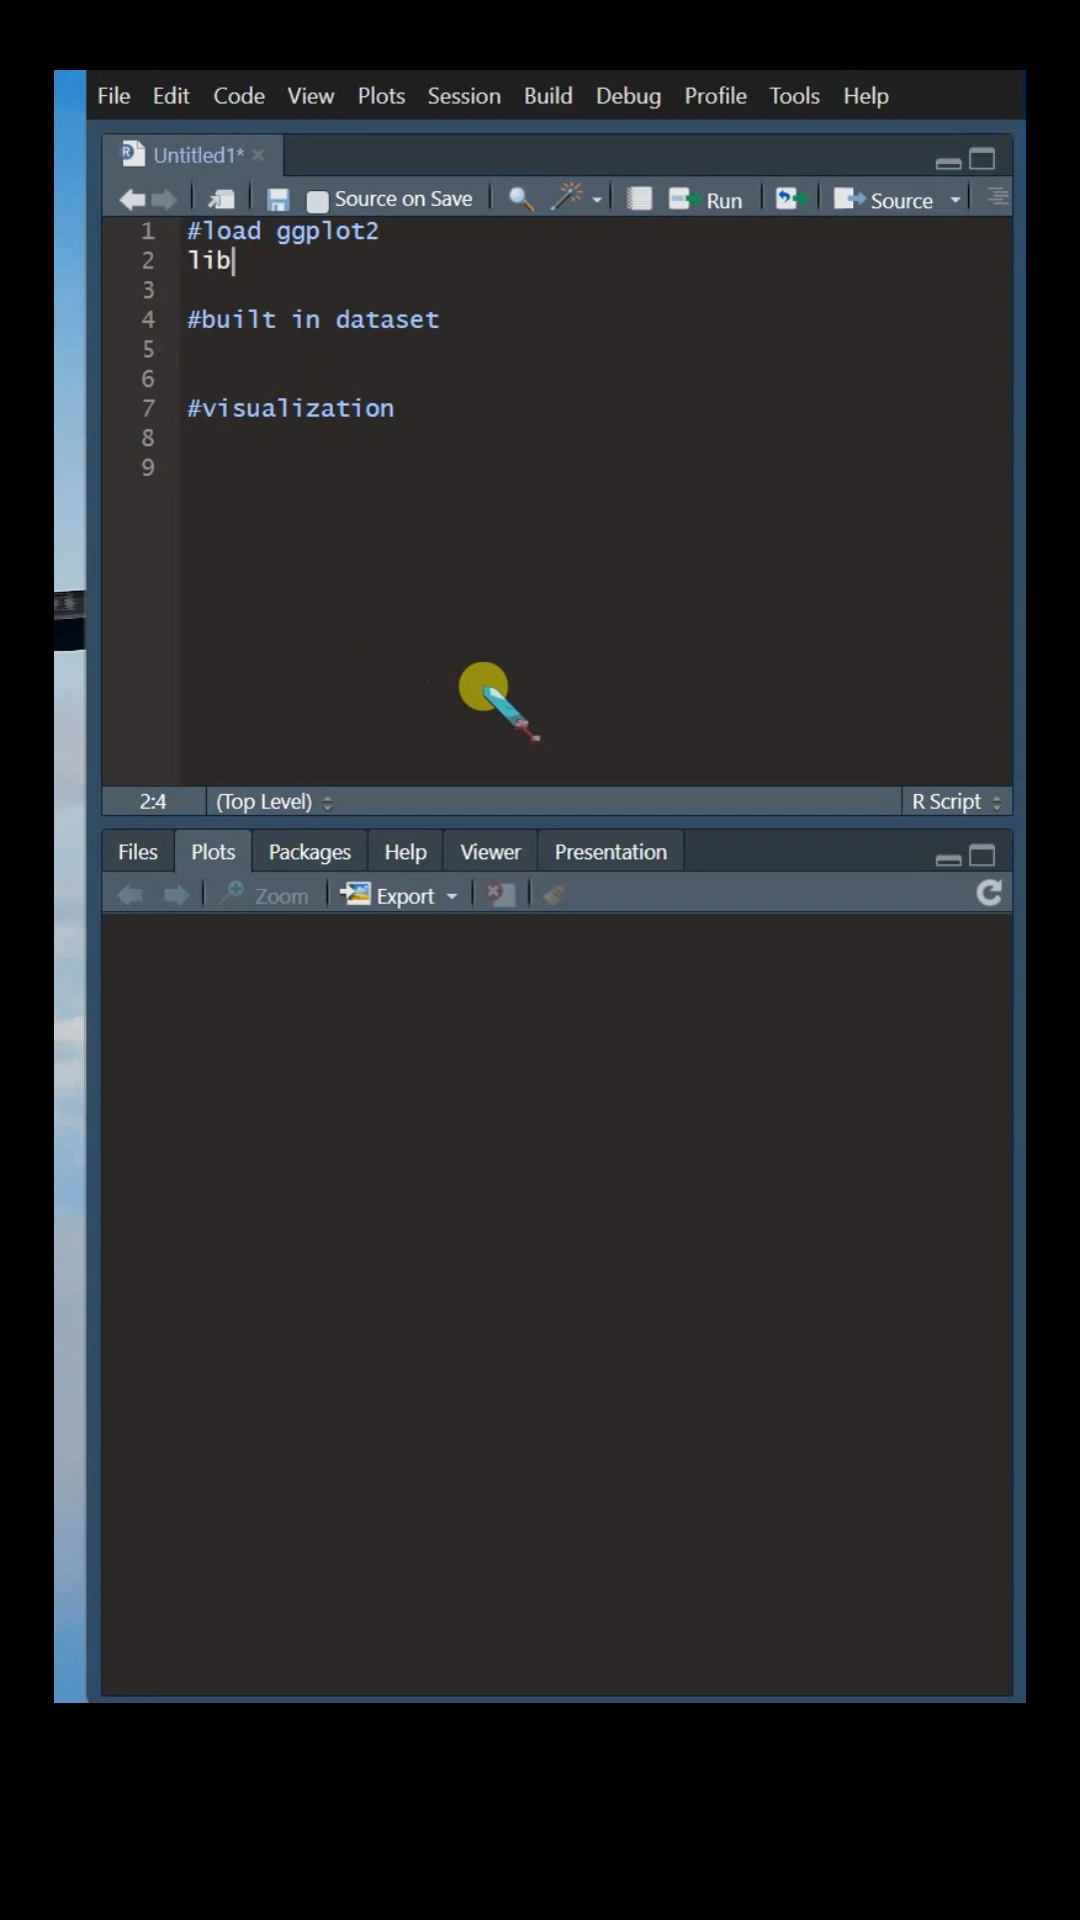 File Edit Code View Plots Session Build Debug Profile Tools Help
Untitled1*
Source on Save Run Source
1 #load ggplot2
2 lib
3
4 #built in dataset
5
6
7 #visualization
8
9
2:4 (Top Level) R Script
Files Plots Packages Help Viewer Presentation
Zoom Export